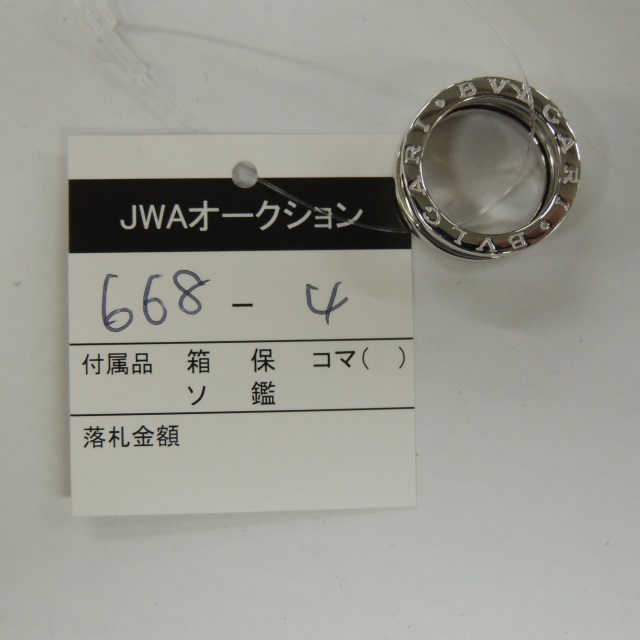 BVLGARI • BVLGARI •
JWAオークション
668 - 4
付属品 箱 保 コマ( )
ソ 鑑
落札金額